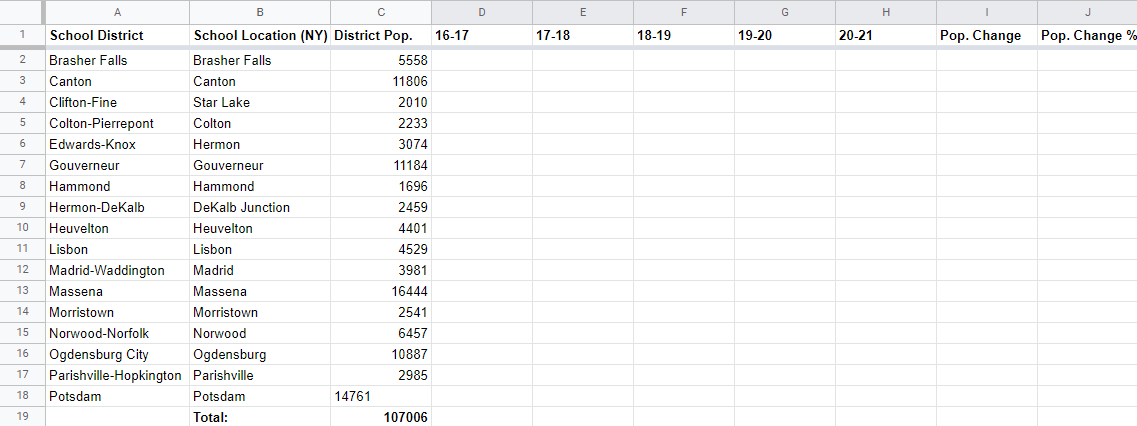 A B C D E F G H I J
1 School District School Location (NY) District Pop. 16-17 17-18 18-19 19-20 20-21 Pop. Change Pop. Change %
2 Brasher Falls Brasher Falls 5558
3 Canton Canton 11806
4 Clifton-Fine Star Lake 2010
5 Colton-Pierrepont Colton 2233
6 Edwards-Knox Hermon 3074
7 Gouverneur Gouverneur 11184
8 Hammond Hammond 1696
9 Hermon-DeKalb DeKalb Junction 2459
10 Heuvelton Heuvelton 4401
11 Lisbon Lisbon 4529
12 Madrid-Waddington Madrid 3981
13 Massena Massena 16444
14 Morristown Morristown 2541
15 Norwood-Norfolk Norwood 6457
16 Ogdensburg City Ogdensburg 10887
17 Parishville-Hopkington Parishville 2985
18 Potsdam Potsdam 14761
19 Total: 107006